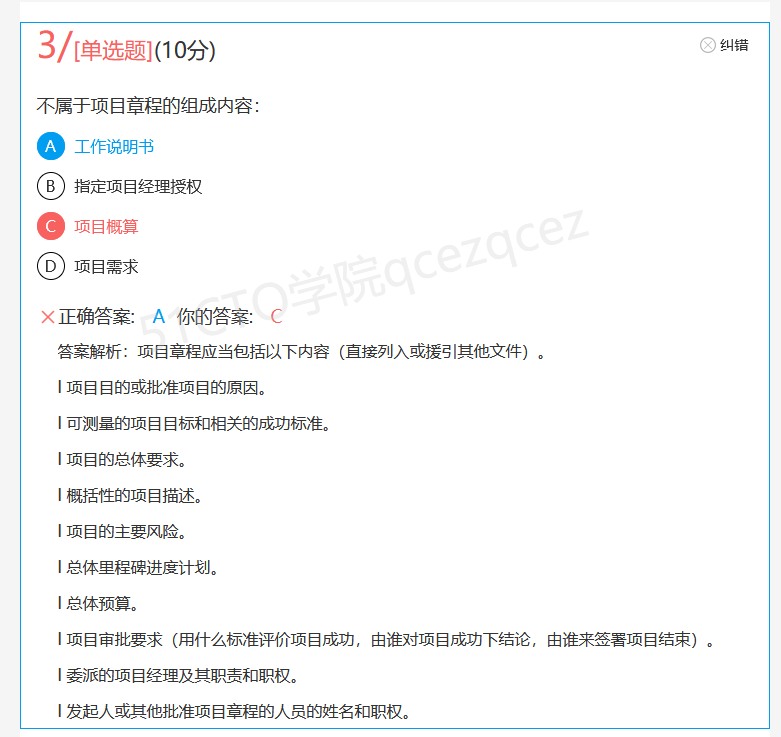 3/[单选题](10分)
纠错
不属于项目章程的组成内容：
A 工作说明书
B 指定项目经理授权
C 项目概算
D 项目需求
51CTO学院qcezqcez
×正确答案: A 你的答案: C
答案解析：项目章程应当包括以下内容（直接列入或援引其他文件）。
l 项目目的或批准项目的原因。
l 可测量的项目目标和相关的成功标准。
l 项目的总体要求。
l 概括性的项目描述。
l 项目的主要风险。
l 总体里程碑进度计划。
l 总体预算。
l 项目审批要求（用什么标准评价项目成功，由谁对项目成功下结论，由谁来签署项目结束）。
l 委派的项目经理及其职责和职权。
l 发起人或其他批准项目章程的人员的姓名和职权。